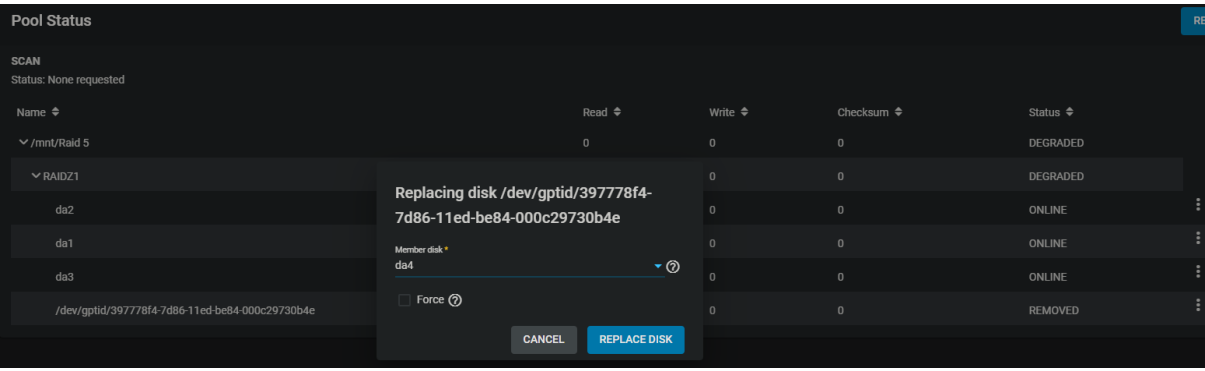 Pool Status
RE
SCAN
Status: None requested
Name Read Write Checksum Status
/mnt/Raid 5 0 0 0 DEGRADED
RAIDZ1 0 0 DEGRADED
da2 0 0 ONLINE
da1 0 0 ONLINE
da3 0 0 ONLINE
/dev/gptid/397778f4-7d86-11ed-be84-000c29730b4e 0 0 REMOVED
Replacing disk /dev/gptid/397778f4-
7d86-11ed-be84-000c29730b4e
Member disk *
da4
Force
CANCEL REPLACE DISK